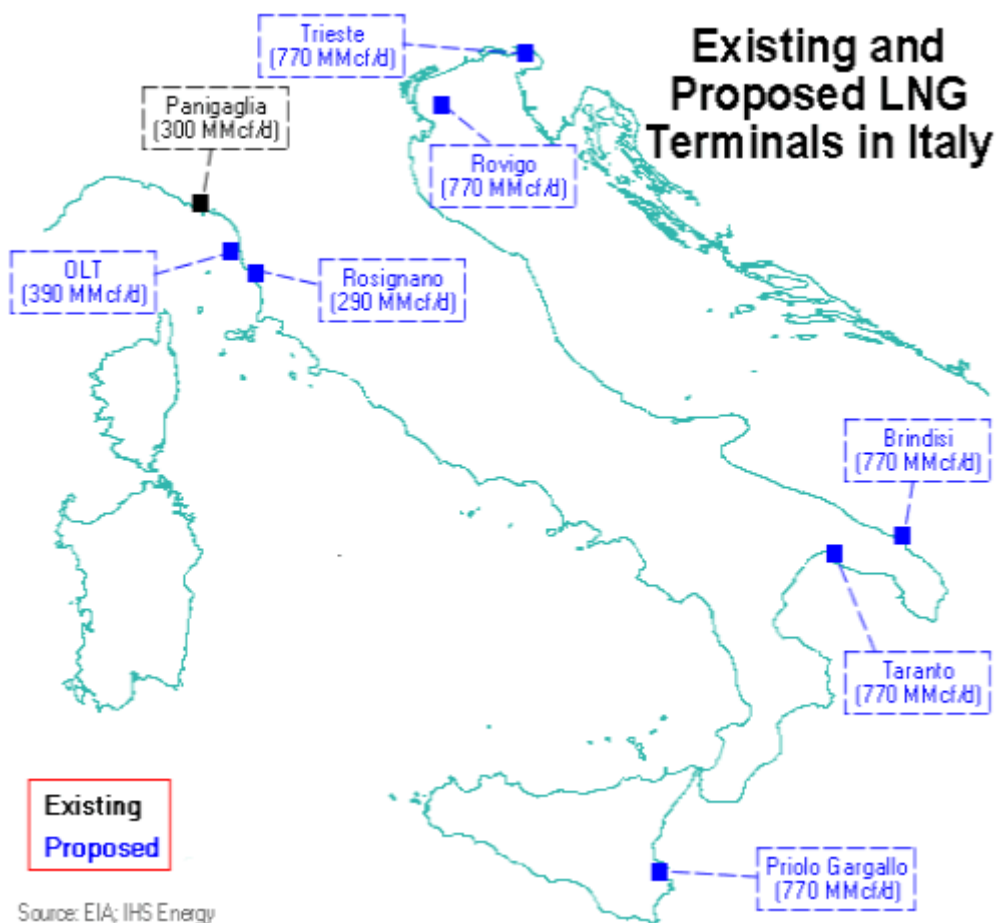 Existing and
Proposed LNG
Terminals in Italy
Trieste
(770 MMcf/d)
Panigaglia
(300 MMcf/d)
Rovigo
(770 MMcf/d)
OLT
(390 MMcf/d)
Rosignano
(290 MMcf/d)
Brindisi
(770 MMcf/d)
Taranto
(770 MMcf/d)
Priolo Gargallo
(770 MMcf/d)
Existing
Proposed
Source: EIA; IHS Energy